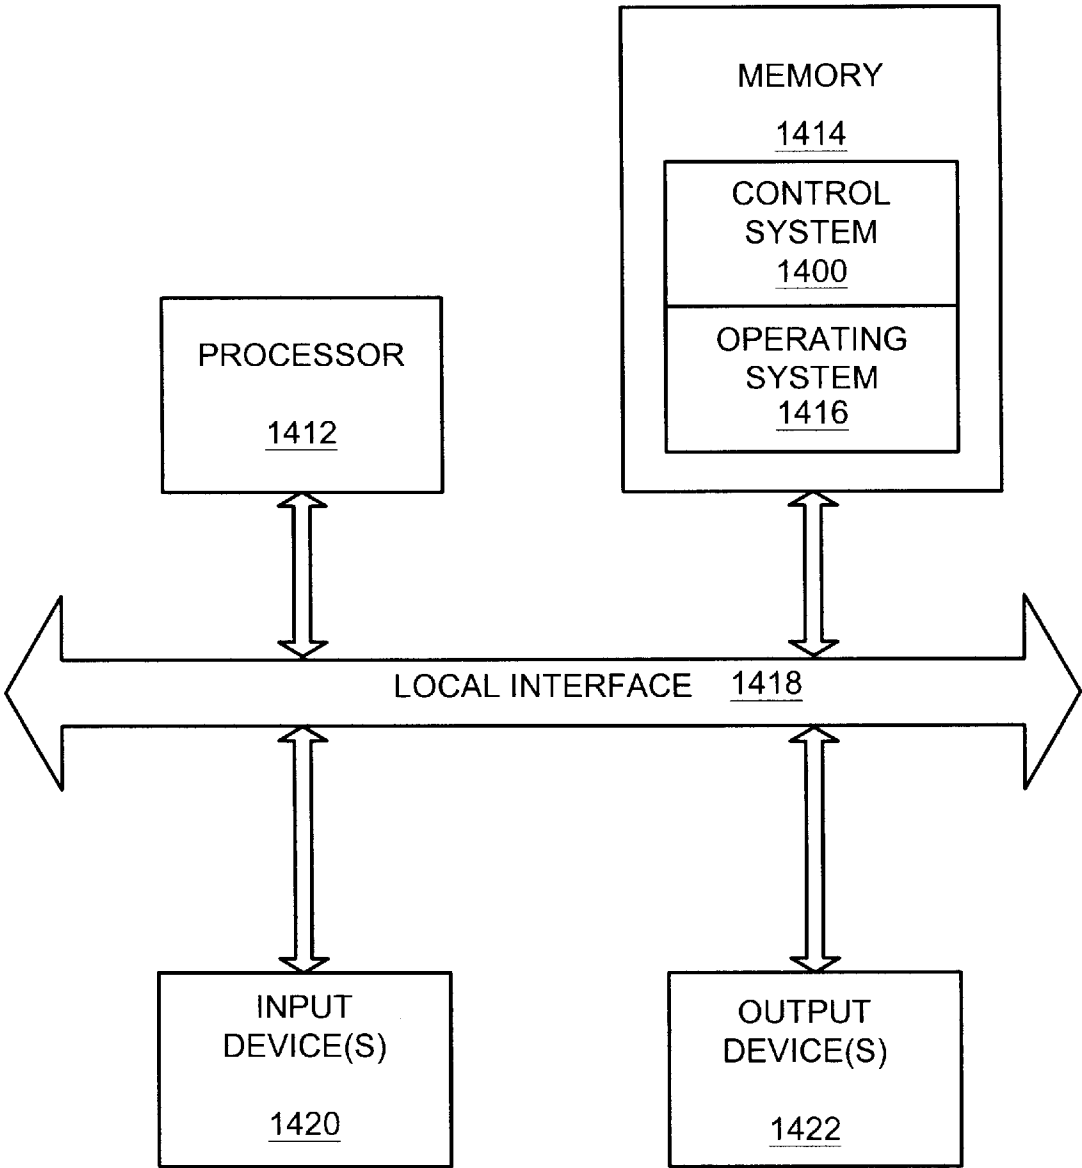 MEMORY
1414
CONTROL
SYSTEM
1400
OPERATING
SYSTEM
1416
PROCESSOR
1412
LOCAL INTERFACE 1418
INPUT
DEVICE(S)
1420
OUTPUT
DEVICE(S)
1422